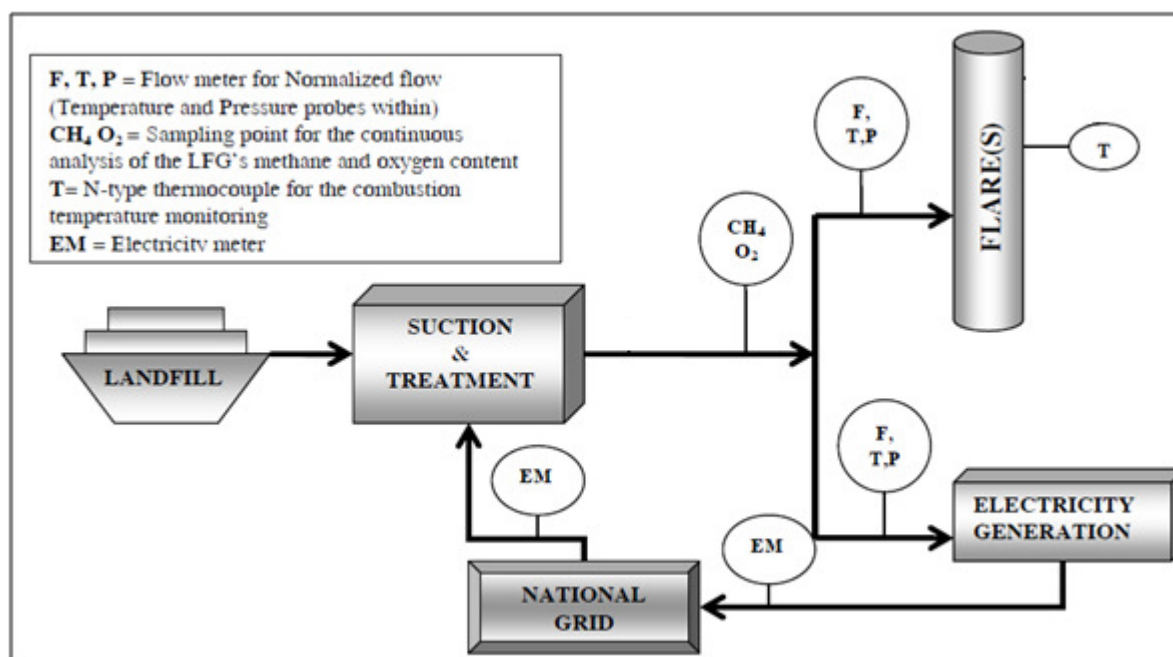 F, T, P = Flow meter for Normalized flow
(Temperature and Pressure probes within)
CH₄ O₂ = Sampling point for the continuous
analysis of the LFG's methane and oxygen content
T= N-type thermocouple for the combustion
temperature monitoring
EM = Electricity meter
F,
T,P
FLARE(S)
T
CH₄
O₂
LANDFILL
SUCTION
&
TREATMENT
F,
T,P
EM
ELECTRICITY
GENERATION
EM
NATIONAL
GRID